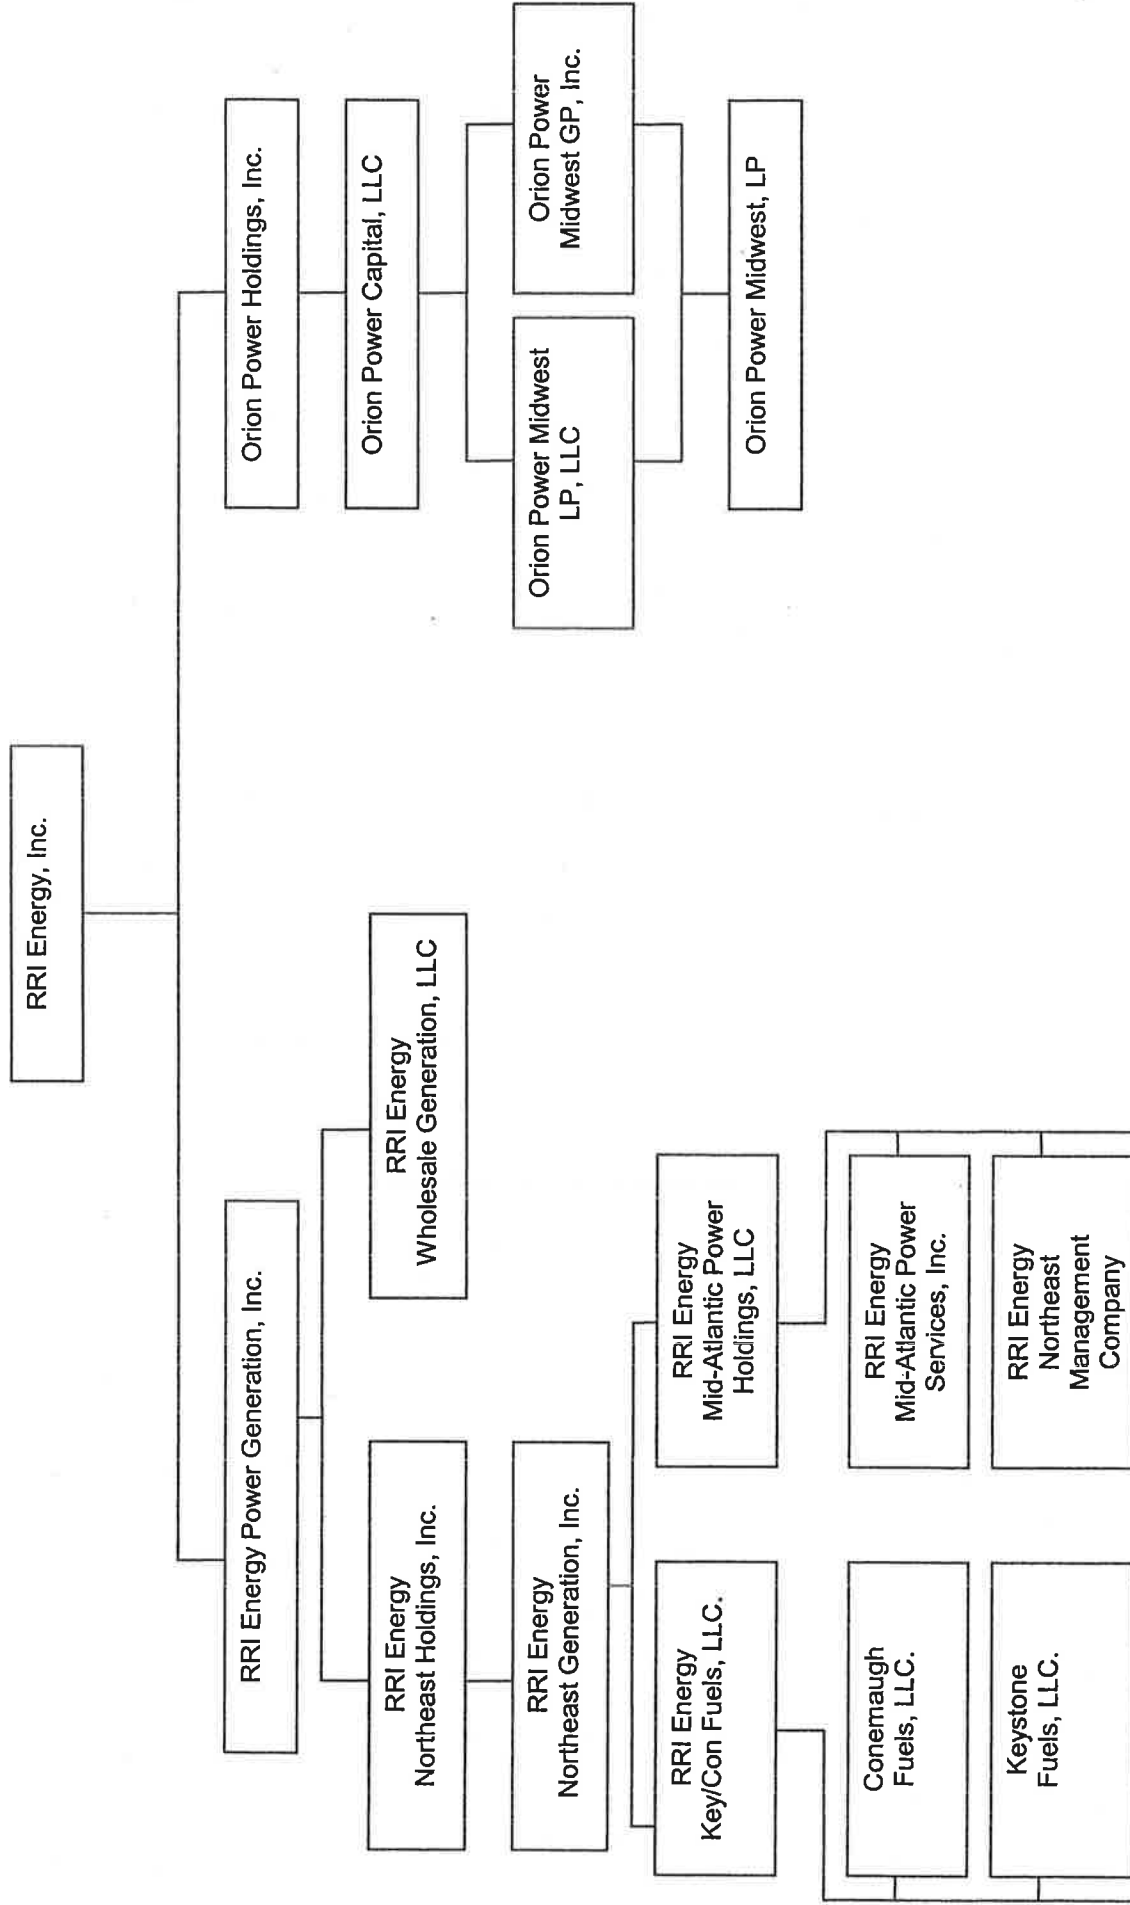 RRI Energy, Inc.
RRI Energy Power Generation, Inc.
Orion Power Holdings, Inc.
RRI Energy
Northeast Holdings, Inc.
RRI Energy
Wholesale Generation, LLC
Orion Power Capital, LLC
RRI Energy
Northeast Generation, Inc.
Orion Power Midwest
LP, LLC
Orion Power
Midwest GP, Inc.
RRI Energy
Key/Con Fuels, LLC.
RRI Energy
Mid-Atlantic Power
Holdings, LLC
Orion Power Midwest, LP
Conemaugh
Fuels, LLC.
RRI Energy
Mid-Atlantic Power
Services, Inc.
Keystone
Fuels, LLC.
RRI Energy
Northeast
Management
Company